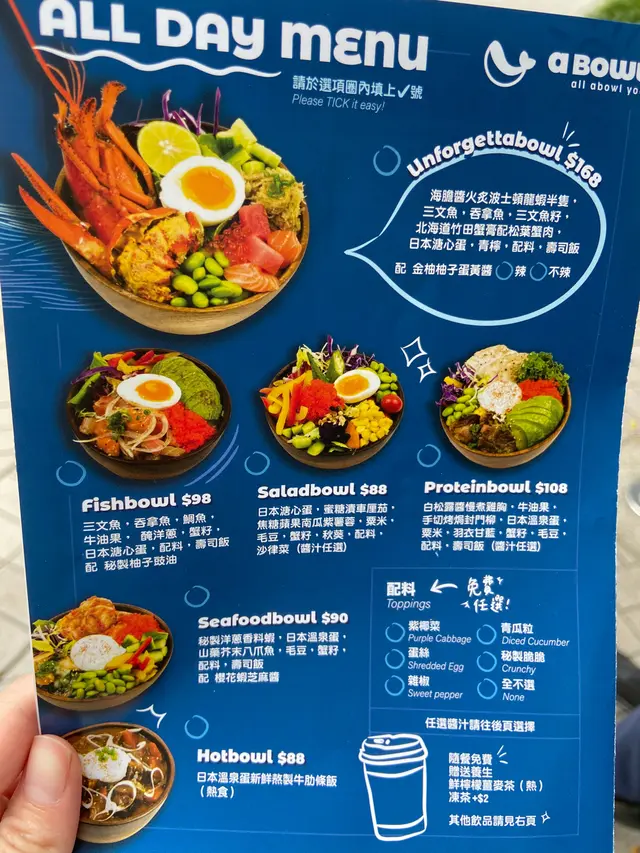 ALL DAY MENU
請於選項圈內填上✓號
Please TICK it easy!
a BOWL
all abowl yo
Unforgettabowl $168
海膽醬火炙波士頓龍蝦半隻，
三文魚，吞拿魚，三文魚籽，
北海道竹田蟹膏配松葉蟹肉，
日本溏心蛋，青檸，配料，壽司飯
配 金柚柚子蛋黃醬 辣 不辣
Fishbowl $98
三文魚，吞拿魚，鯛魚，
牛油果，醃洋蔥，蟹籽，
日本溏心蛋，配料，壽司飯
配 秘製柚子豉油
Saladbowl $88
日本溏心蛋，蜜糖漬車厘茄，
焦糖蘋果南瓜紫薯蓉，粟米，
毛豆，蟹籽，秋葵，配料，
沙律菜（醬汁任選）
Proteinbowl $108
白松露醬慢煮雞胸，牛油果，
手切烤焗封門柳，日本温泉蛋，
粟米，羽衣甘藍，蟹籽，毛豆，
配料，壽司飯（醬汁任選）
Seafoodbowl $90
秘製洋蔥香料蝦，日本溫泉蛋，
山藥芥末八爪魚，毛豆，蟹籽，
配料，壽司飯
配 櫻花蝦芝麻醬
Hotbowl $88
日本溫泉蛋新鮮熬製牛肋條飯
（熱食）
配料 免費
Toppings 任選！
紫椰菜
Purple Cabbage
青瓜粒
Diced Cucumber
蛋絲
Shredded Egg
秘製脆脆
Crunchy
雜椒
Sweet pepper
全不選
None
任選醬汁請往後頁選擇
隨餐免費
贈送養生
鮮檸檬薑麥茶（熱）
凍茶+$2
其他飲品請見右頁